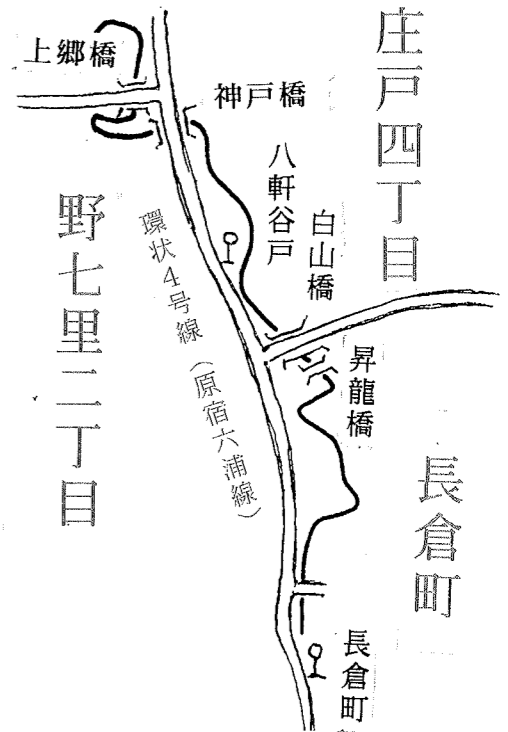 上郷橋
神戸橋
庄戸四丁目
八軒谷戸
白山橋
野七里二丁目
環状4号線(原宿六浦線)
昇龍橋
長倉町
長倉町